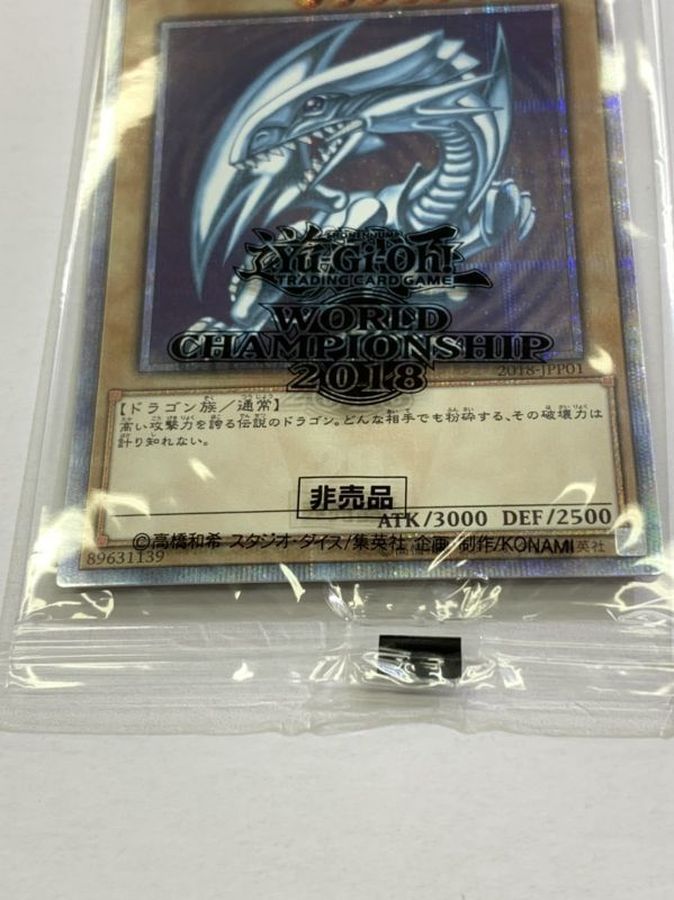 Yu-Gi-Oh!
TRADING CARD GAME
WORLD
CHAMPIONSHIP
2018
2018-JPP01
【ドラゴン族/通常】
高い攻撃力を誇る伝説のドラゴン。どんな相手でも粉砕する、その破壊力は
計り知れない。
非売品
ATK/3000 DEF/2500
©高橋和希 スタジオ・ダイス/集英社 企画・制作/KONAMI
89631139